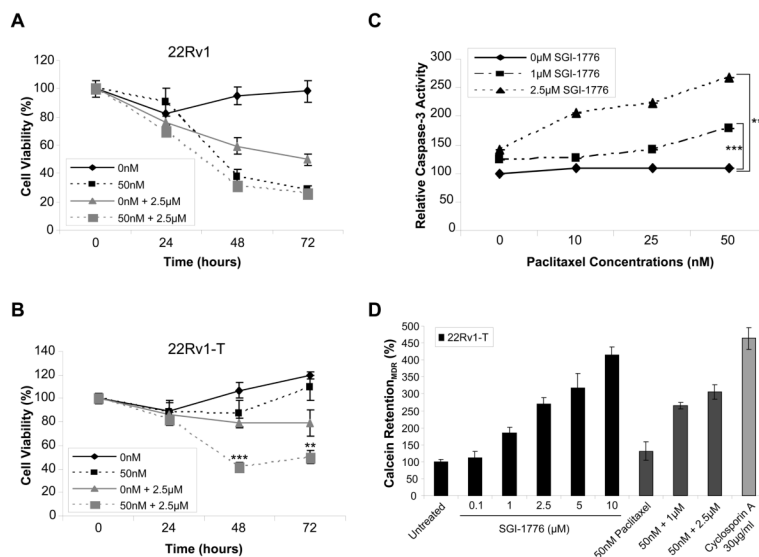 A
22Rv1
Cell Viability (%)
120
100
80
60
40
20
0
0nM
50nM
0nM + 2.5µM
50nM + 2.5µM
0
24
48
72
Time (hours)
B
22Rv1-T
Cell Viability (%)
140
120
100
80
60
40
20
0
***
**
0nM
50nM
0nM + 2.5µM
50nM + 2.5µM
0
24
48
72
Time (hours)
C
Relative Caspase-3 Activity
300
250
200
150
100
50
0
0µM SGI-1776
1µM SGI-1776
2.5µM SGI-1776
***
0
10
25
50
Paclitaxel Concentrations (nM)
D
Calcein Retention MDR (%)
500
450
400
350
300
250
200
150
100
50
0
22Rv1-T
Untreated
0.1
1
2.5
5
10
SGI-1776 (µM)
50nM Paclitaxel
50nM + 1µM
50nM + 2.5µM
Cyclosporin A
30µg/ml